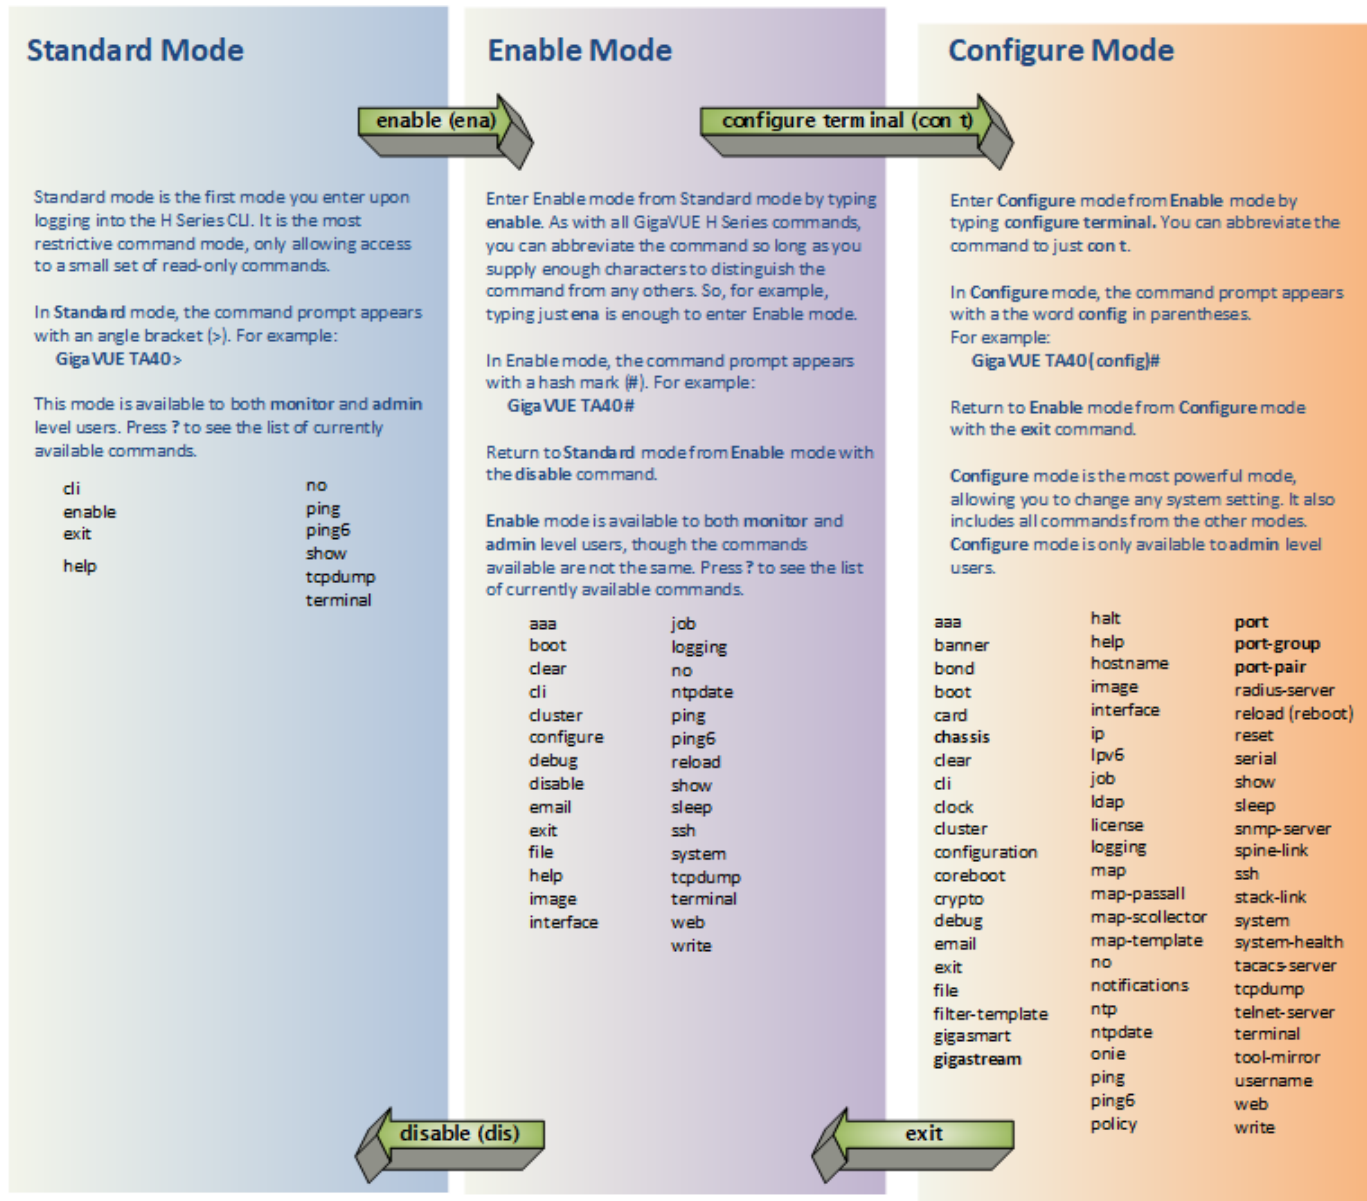 Standard Mode
enable (ena)
Standard mode is the first mode you enter upon
logging into the H Series CLI. It is the most
restrictive command mode, only allowing access
to a small set of read-only commands.
In Standard mode, the command prompt appears
with an angle bracket (>). For example:
GigaVUE TA40>
This mode is available to both monitor and admin
level users. Press ? to see the list of currently
available commands.
cli
enable
exit
help
no
ping
ping6
show
tcpdump
terminal
disable (dis)
Enable Mode
configure terminal (con t)
Enter Enable mode from Standard mode by typing
enable. As with all GigaVUE H Series commands,
you can abbreviate the command so long as you
supply enough characters to distinguish the
command from any others. So, for example,
typing just ena is enough to enter Enable mode.
In Enable mode, the command prompt appears
with a hash mark (#). For example:
GigaVUE TA40#
Return to Standard mode from Enable mode with
the disable command.
Enable mode is available to both monitor and
admin level users, though the commands
available are not the same. Press ? to see the list
of currently available commands.
aaa
boot
clear
cli
cluster
configure
debug
disable
email
exit
file
help
image
interface
job
logging
no
ntpdate
ping
ping6
reload
show
sleep
ssh
system
tcpdump
terminal
web
write
exit
Configure Mode
Enter Configure mode from Enable mode by
typing configure terminal. You can abbreviate the
command to just con t.
In Configure mode, the command prompt appears
with a the word config in parentheses.
For example:
GigaVUE TA40(config)#
Return to Enable mode from Configure mode
with the exit command.
Configure mode is the most powerful mode,
allowing you to change any system setting. It also
includes all commands from the other modes.
Configure mode is only available to admin level
users.
aaa
banner
bond
boot
card
chassis
clear
cli
clock
cluster
configuration
coreboot
crypto
debug
email
exit
file
filter-template
gigasmart
gigastream
halt
help
hostname
image
interface
ip
Ipv6
job
ldap
license
logging
map
map-passall
map-scollector
map-template
no
notifications
ntp
ntpdate
onie
ping
ping6
policy
port
port-group
port-pair
radius-server
reload (reboot)
reset
serial
show
sleep
snmp-server
spine-link
ssh
stack-link
system
system-health
tacacs-server
tcpdump
telnet-server
terminal
tool-mirror
username
web
write